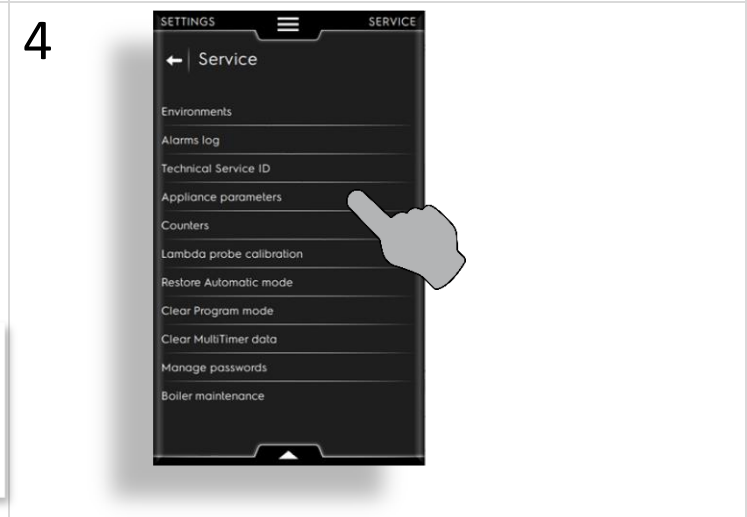 4
SETTINGS SERVICE
Service
Environments
Alarms log
Technical Service ID
Appliance parameters
Counters
Lambda probe calibration
Restore Automatic mode
Clear Program mode
Clear MultiTimer data
Manage passwords
Boiler maintenance